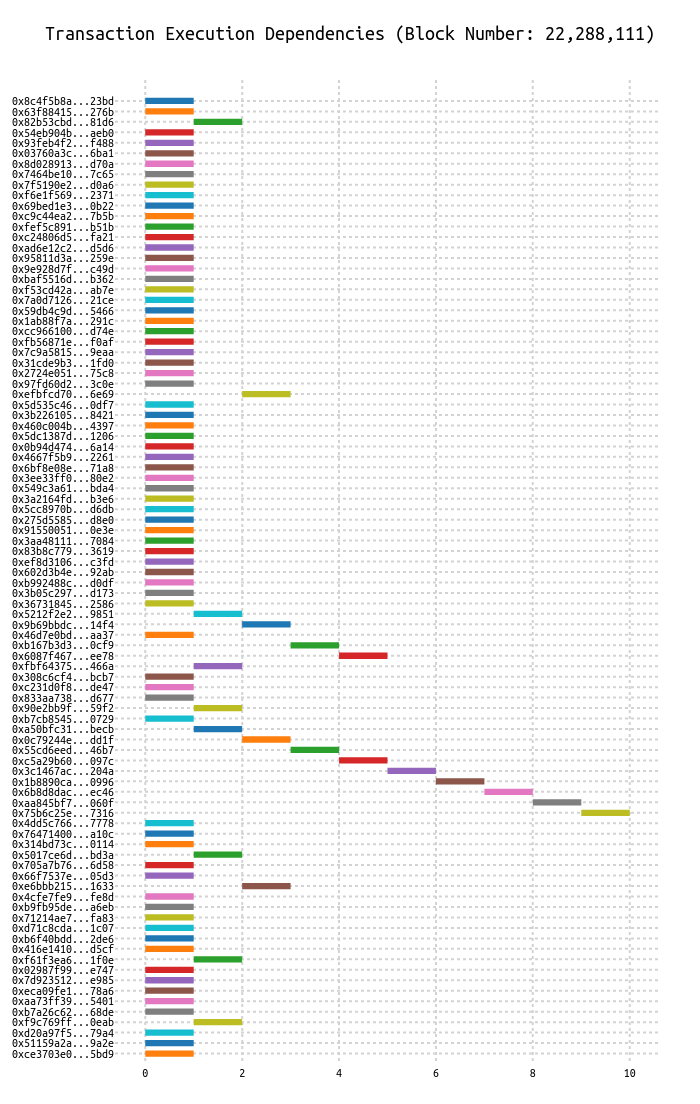 Transaction Execution Dependencies (Block Number: 22,288,111)
0x8c4f5b8a...23bd
0x63f88415...276b
0x82b53cbd...81d6
0x54eb904b...aeb0
0x93feb4f2...f488
0x03760a3c...6ba1
0x8d028913...d70a
0x7464be10...7c65
0x7f5190e2...d0a6
0xf6e1f569...2371
0x69bed1e3...0b22
0xc9c44ea2...7b5b
0xfef5c891...b51b
0xc24806d5...fa21
0xad6e12c2...d5d6
0x95811d3a...259e
0x9e928d7f...c49d
0xbaf5516d...b362
0xf53cd42a...ab7e
0x7a0d7126...21ce
0x59db4c9d...5466
0x1ab88f7a...291c
0xcc966100...d74e
0xfb56871e...f0af
0x7c9a5815...9eaa
0x31cde9b3...1fd0
0x2724e051...75c8
0x97fd60d2...3c0e
0xefbfcd70...6e69
0x5d535c46...0df7
0x3b226105...8421
0x460c004b...4397
0x5dc1387d...1206
0x0b94d474...6a14
0x4667f5b9...2261
0x6bf8e08e...71a8
0x3ee33ff0...80e2
0x549c3a61...bda4
0x3a2164fd...b3e6
0x5cc8970b...d6db
0x275d5585...d8e0
0x91550051...0e3e
0x3aa48111...7084
0x83b8c779...3619
0xef8d3106...c3fd
0x602d3b4e...92ab
0xb992488c...d0df
0x3b05c297...d173
0x36731845...2586
0x5212f2e2...9851
0x9b69bbdc...14f4
0x46d7e0bd...aa37
0xb167b3d3...0cf9
0x6087f467...ee78
0xfbf64375...466a
0x308c6cf4...bcb7
0xc231d0f8...de47
0x833aa738...d677
0x90e2bb9f...59f2
0xb7cb8545...0729
0xa50bfc31...becb
0x0c79244e...dd1f
0x55cd6eed...46b7
0xc5a29b60...097c
0x3c1467ac...204a
0x1b8890ca...0996
0x6b8d8dac...ec46
0xaa845bf7...060f
0x75b6c25e...7316
0x4dd5c766...7778
0x76471400...a10c
0x314bd73c...0114
0x5017ce6d...bd3a
0x705a7b76...6d58
0x66f7537e...05d3
0xe6bbb215...1633
0x4cfe7fe9...fe8d
0xb9fb95de...a6eb
0x71214ae7...fa83
0xd71c8cda...1c07
0xb6f40bdd...2de6
0x416e1410...d5cf
0xf61f3ea6...1f0e
0x02987f99...e747
0x7d923512...e985
0xeca09fe1...78a6
0xaa73ff39...5401
0xb7a26c62...68de
0xf9c769ff...0eab
0xd20a97f5...79a4
0x51159a2a...9a2e
0xce3703e0...5bd9
0 2 4 6 8 10